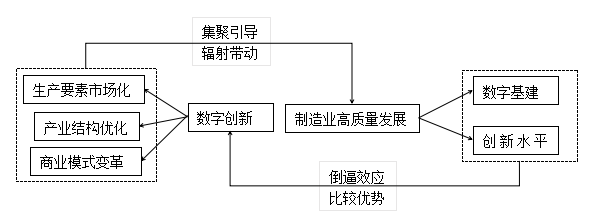 集聚引导
辐射带动
生产要素市场化
产业结构优化
商业模式变革
数字创新
制造业高质量发展
数字基建
创新水平
倒逼效应
比较优势